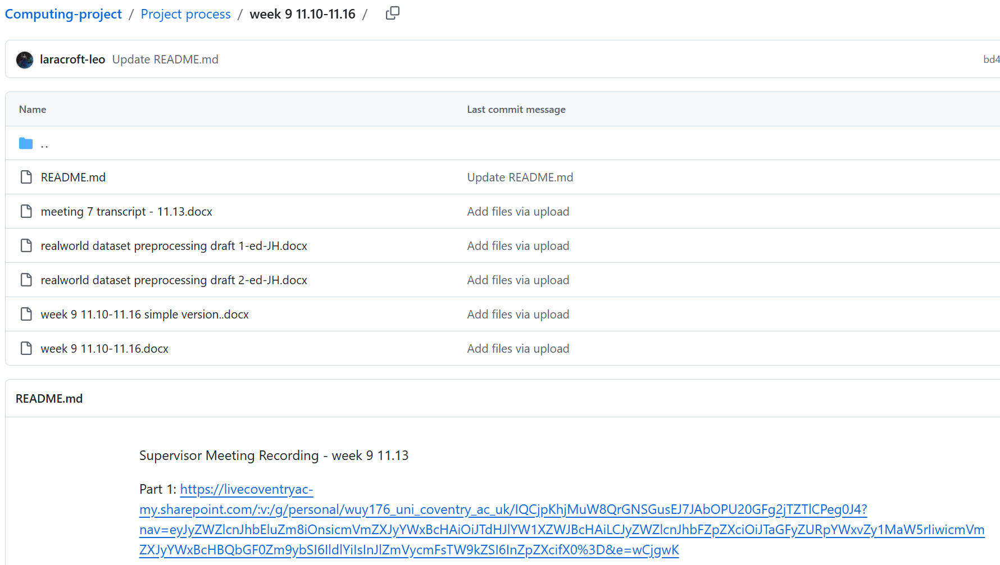 Computing-project / Project process / week 9 11.10-11.16 /
laracroft-leo Update README.md bd4
Name Last commit message
..
README.md Update README.md
meeting 7 transcript - 11.13.docx Add files via upload
realworld dataset preprocessing draft 1-ed-JH.docx Add files via upload
realworld dataset preprocessing draft 2-ed-JH.docx Add files via upload
week 9 11.10-11.16 simple version..docx Add files via upload
week 9 11.10-11.16.docx Add files via upload
README.md
Supervisor Meeting Recording - week 9 11.13
Part 1: https://livecoventryac-
my.sharepoint.com/:v:/g/personal/wuy176_uni_coventry_ac_uk/IQCjpKhjMuW8QrGNSGusEJ7JAbOPU20GFg2jTZTlCPeg0J4?
nav=eyJyZWZlcnJhbEluZm8iOnsicmVmZXJyYWxBcHAiOiJTdHJlYW1XZWJBcHAiLCJyZWZlcnJhbFZpZXciOiJTaGFyZURpYWxvZy1MaW5rIiwicmVm
ZXJyYWxBcHBQbGF0Zm9ybSI6IldlYiIsInJlZmVycmFsTW9kZSI6InZpZXcifX0%3D&e=wCjgwK